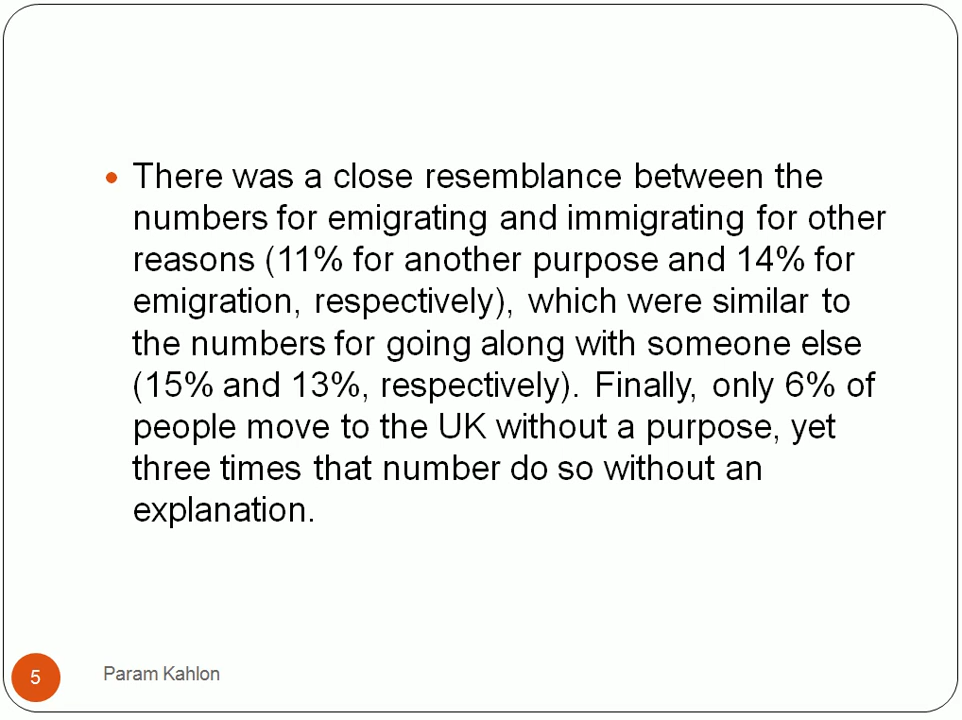 There was a close resemblance between the
numbers for emigrating and immigrating for other
reasons (11% for another purpose and 14% for
emigration, respectively), which were similar to
the numbers for going along with someone else
(15% and 13%, respectively). Finally, only 6% of
people move to the UK without a purpose, yet
three times that number do so without an
explanation.
5
Param Kahlon